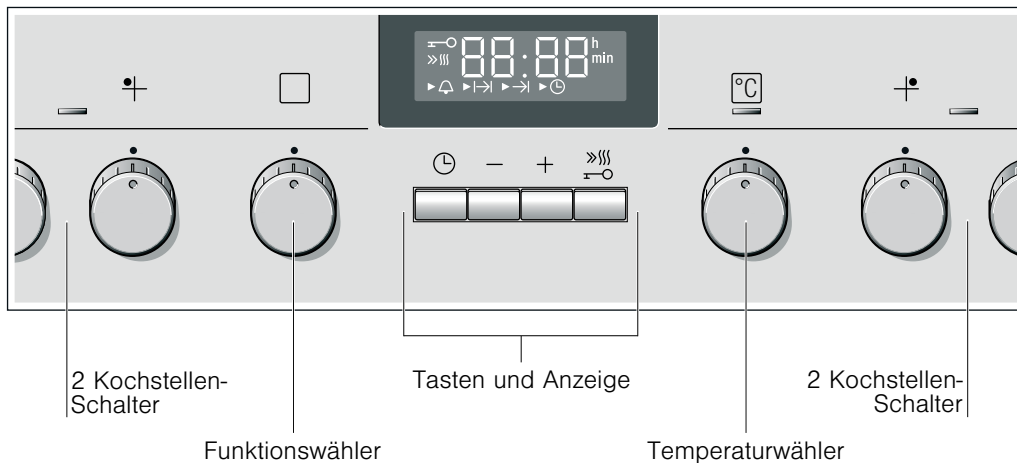 88:88
h
min
°C
2 Kochstellen-
Schalter
Tasten und Anzeige
2 Kochstellen-
Schalter
Funktionswähler
Temperaturwähler